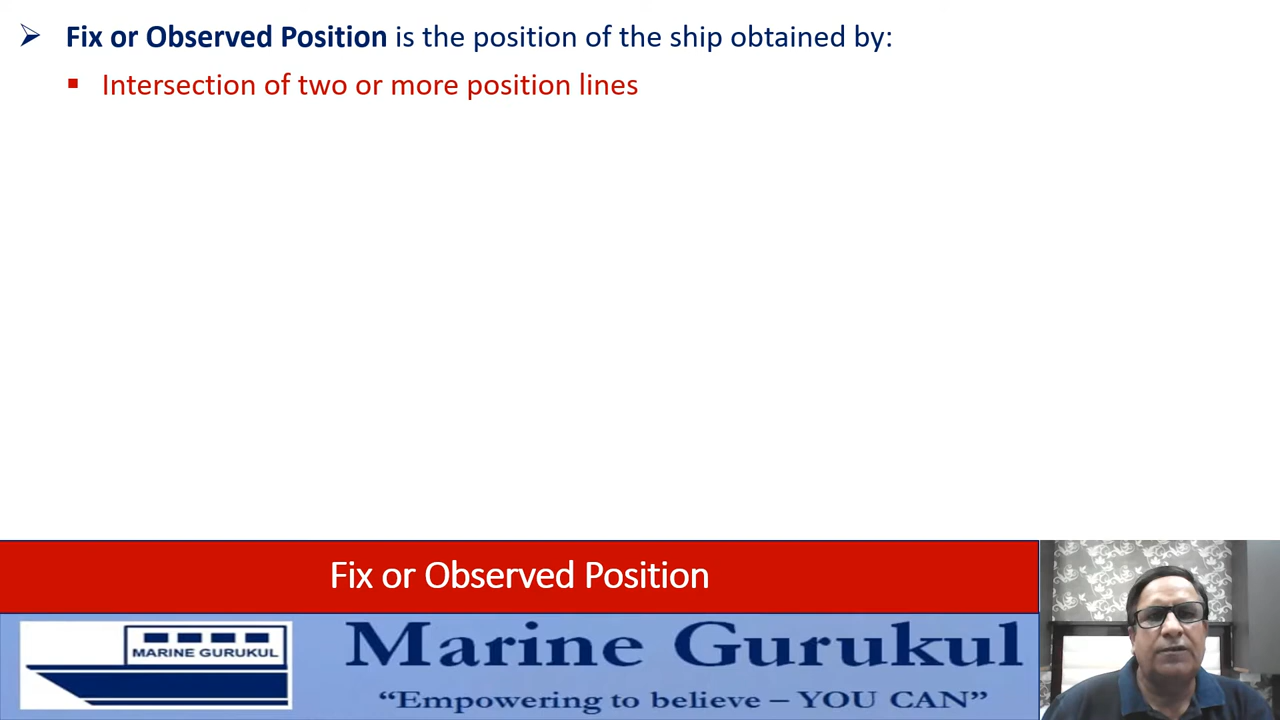 Fix or Observed Position is the position of the ship obtained by:
Intersection of two or more position lines
Fix or Observed Position
MARINE GURUKUL
Marine Gurukul
“Empowering to believe – YOU CAN”